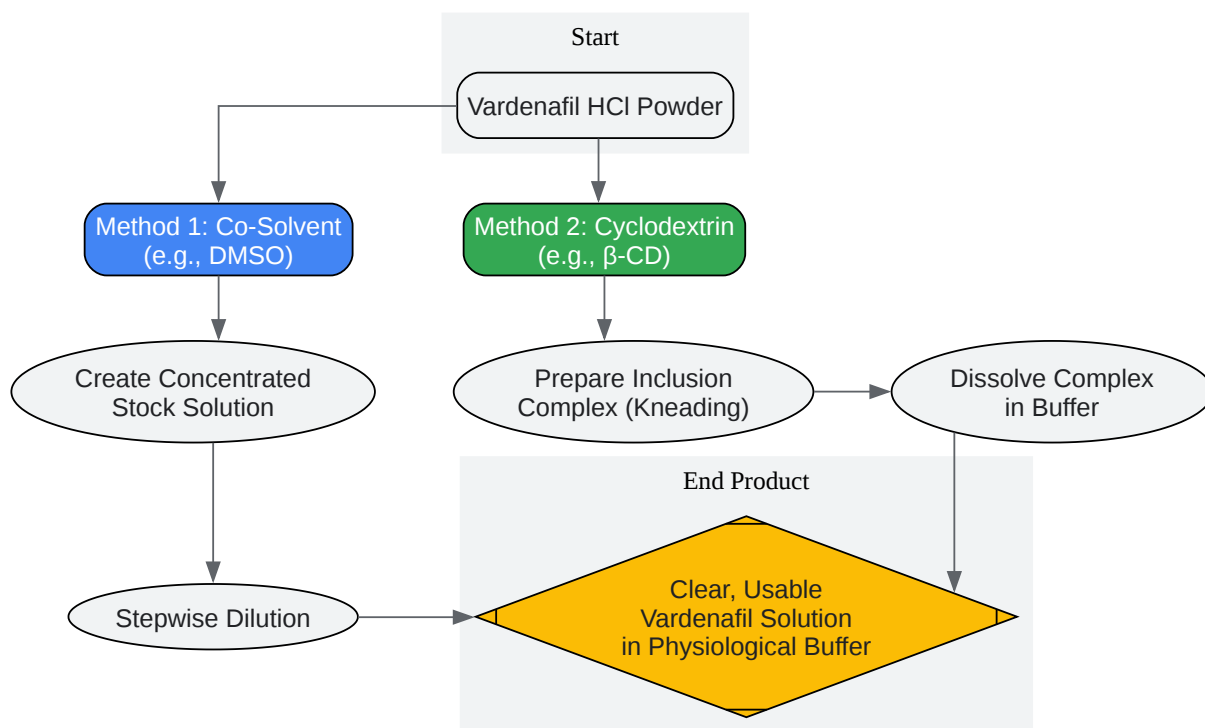 Start
Vardenafil HCl Powder
Method 1: Co-Solvent
(e.g., DMSO)
Method 2: Cyclodextrin
(e.g., β-CD)
Create Concentrated
Stock Solution
Prepare Inclusion
Complex (Kneading)
Dissolve Complex
in Buffer
End Product
Stepwise Dilution
Clear, Usable
Vardenafil Solution
in Physiological Buffer